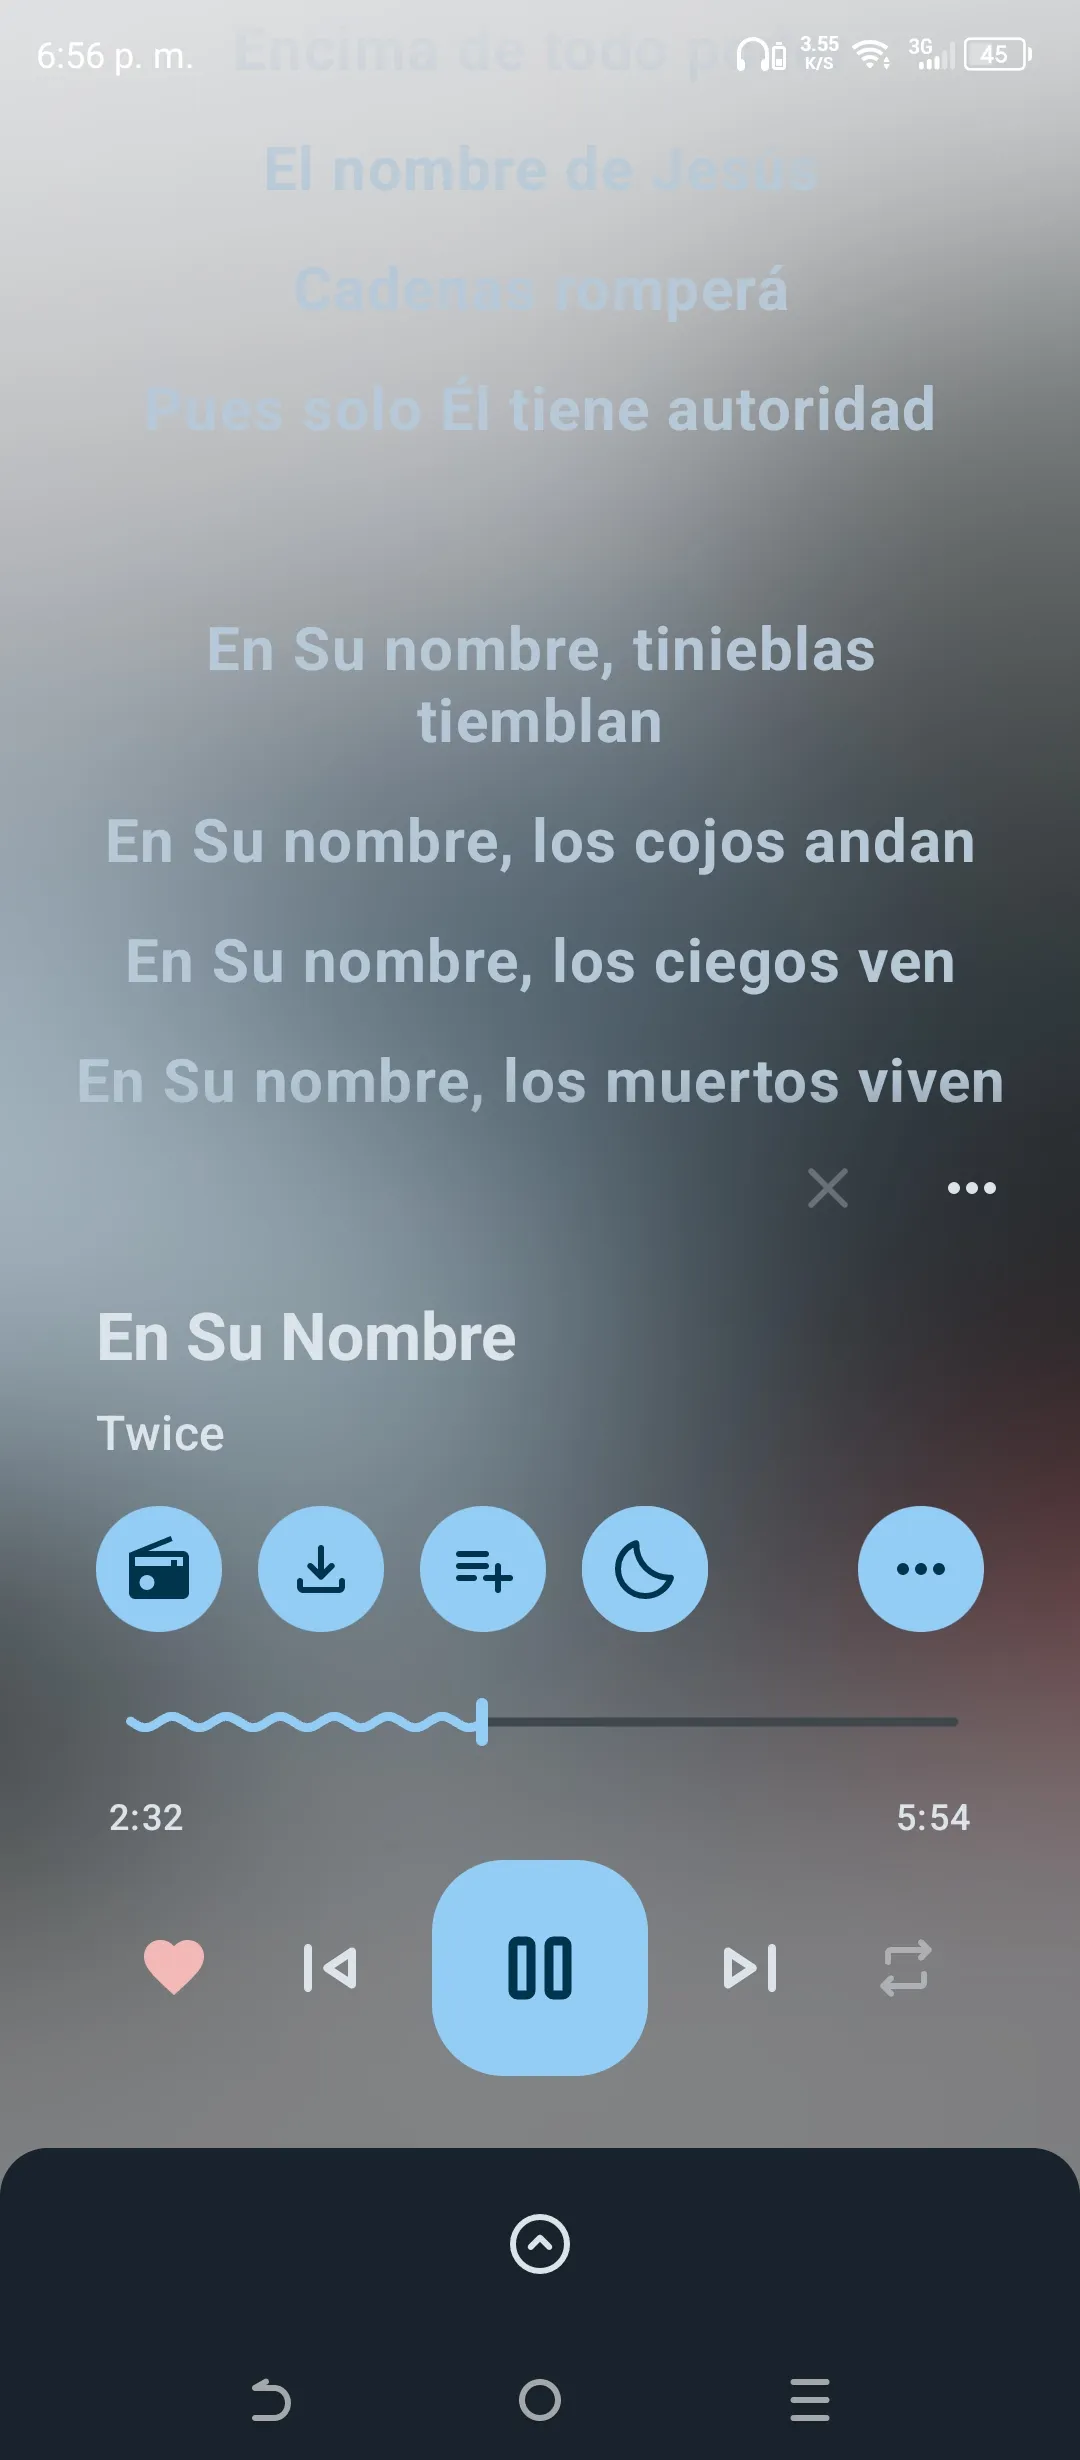 6:56 p. m.
3.55
K/S
3G
45
Encima de todo
El nombre de Jesús
Cadenas romperá
Pues solo Él tiene autoridad
En Su nombre, tinieblas
tiemblan
En Su nombre, los cojos andan
En Su nombre, los ciegos ven
En Su nombre, los muertos viven
En Su Nombre
Twice
2:32
5:54